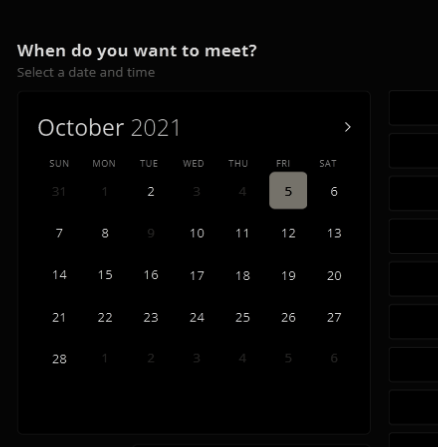 When do you want to meet?
Select a date and time
October 2021
SUN MON TUE WED THU FRI SAT
31 1 2 3 4 5 6
7 8 9 10 11 12 13
14 15 16 17 18 19 20
21 22 23 24 25 26 27
28 1 2 3 4 5 6